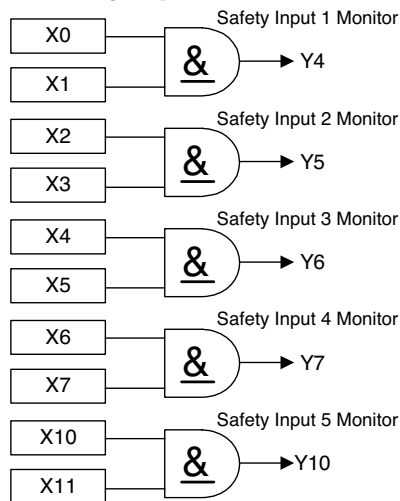 Safety Input 1 Monitor
X0
&
Y4
X1
Safety Input 2 Monitor
X2
&
Y5
X3
Safety Input 3 Monitor
X4
&
Y6
X5
Safety Input 4 Monitor
X6
&
Y7
X7
Safety Input 5 Monitor
X10
&
Y10
X11